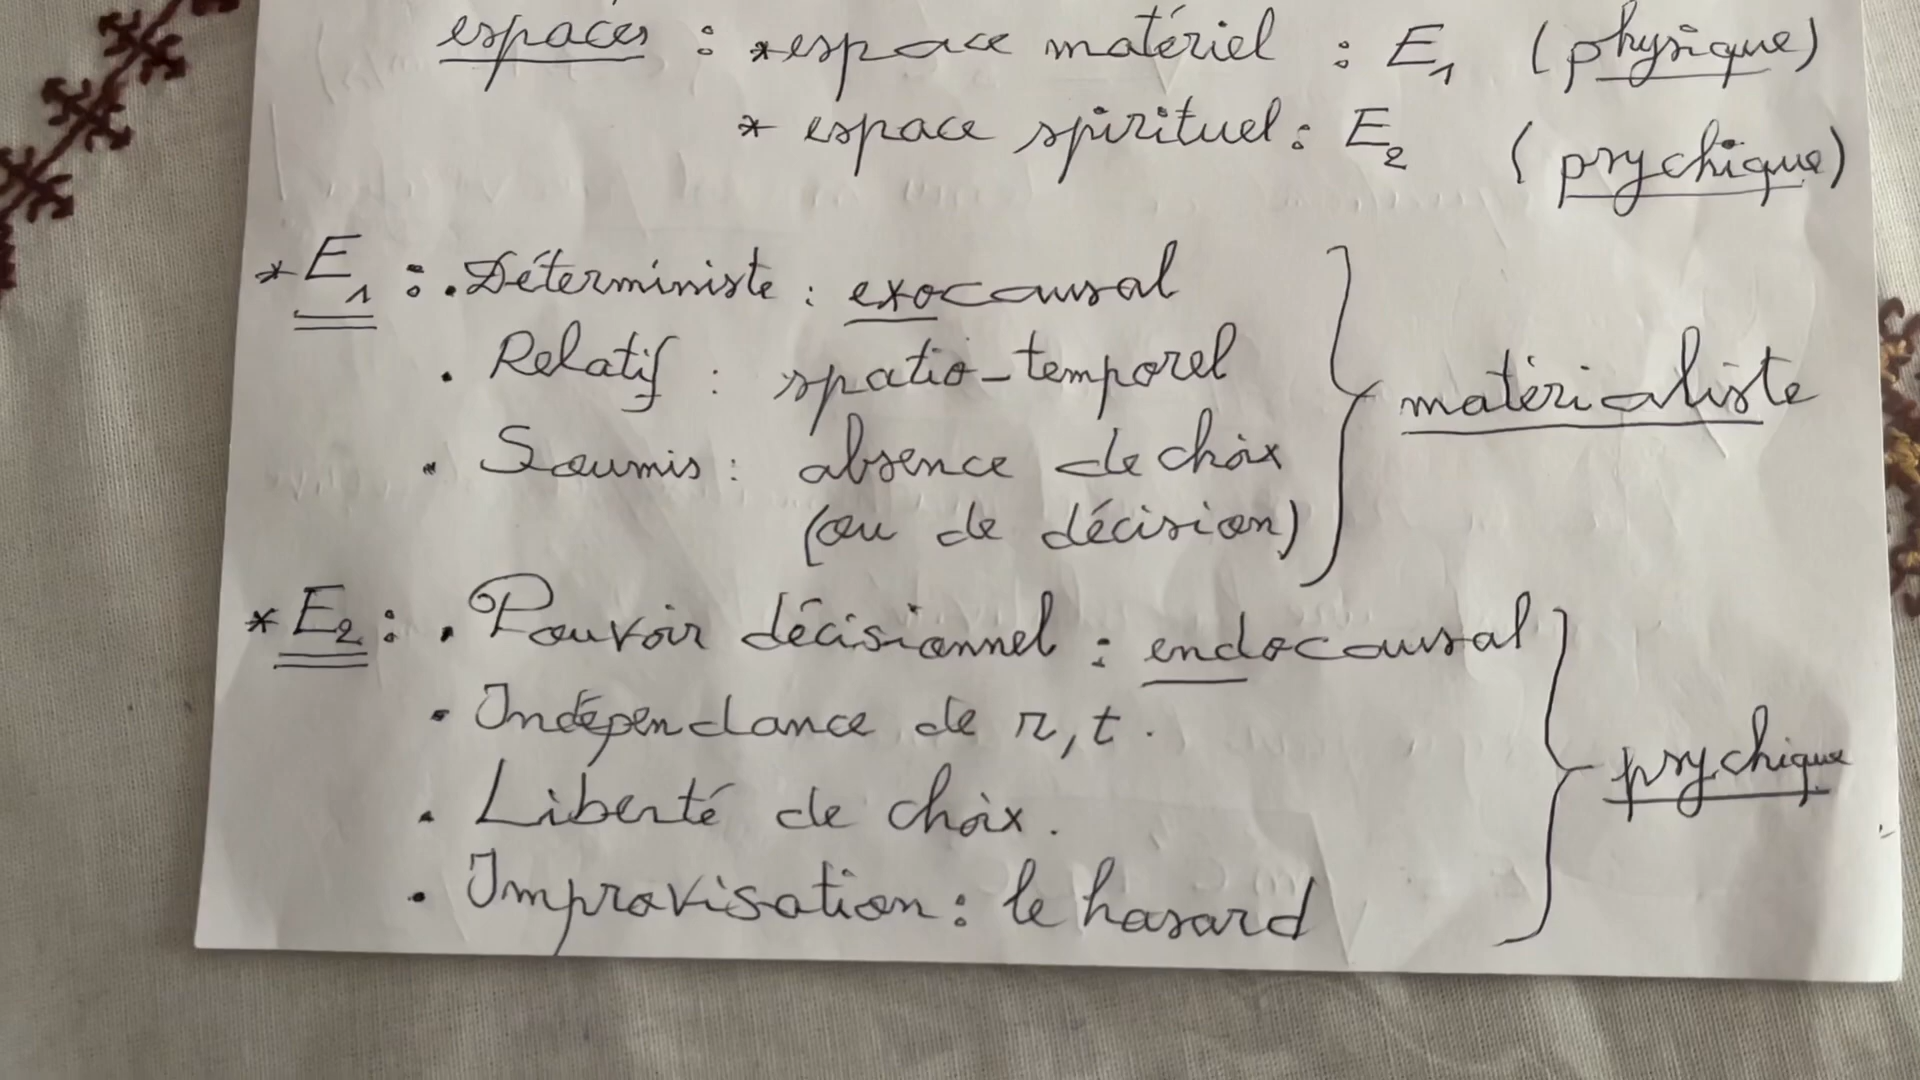 espaces : * espace matériel : E1 (physique)
* espace spirituel : E2 (psychique)
* E1 : . Déterministe : exocausal
. Relatif : spatio-temporel
. Soumis : absence de choix
(ou de décision)
matérialiste
* E2 : . Pouvoir décisionnel : endocausal
. Indépendance de r, t.
. Liberté de choix.
. Improvisation : le hasard
psychique